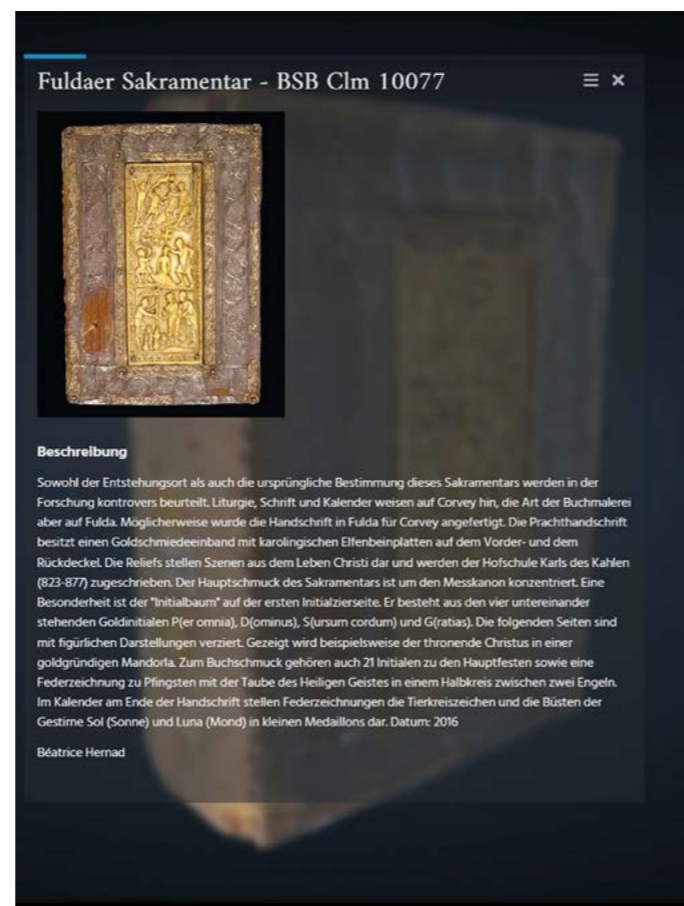 Fuldaer Sakramentar - BSB Clm 10077
Beschreibung
Sowohl der Entstehungsort als auch die ursprüngliche Bestimmung dieses Sakramentars werden in der
Forschung kontrovers beurteilt. Liturgie, Schrift und Kalender weisen auf Corvey hin, die Art der Buchmalerei
aber auf Fulda. Möglicherweise wurde die Handschrift in Fulda für Corvey angefertigt. Die Prachthandschrift
besitzt einen Goldschmiedeeinband mit karolingischen Elfenbeinplatten auf dem Vorder- und dem
Rückdeckel. Die Reliefs stellen Szenen aus dem Leben Christi dar und werden der Hofschule Karls des Kahlen
(823-877) zugeschrieben. Der Hauptschmuck des Sakramentars ist um den Messkanon konzentriert. Eine
Besonderheit ist der "Initialbaum" auf der ersten Initialzierseite. Er besteht aus den vier untereinander
stehenden Goldinitialen P(er omnia), D(ominus), S(ursum cordum) und G(ratias). Die folgenden Seiten sind
mit figürlichen Darstellungen verziert. Gezeigt wird beispielsweise der thronende Christus in einer
goldgründigen Mandorla. Zum Buchschmuck gehören auch 21 Initialen zu den Hauptfesten sowie eine
Federzeichnung zu Pfingsten mit der Taube des Heiligen Geistes in einem Halbkreis zwischen zwei Engeln.
Im Kalender am Ende der Handschrift stellen Federzeichnungen die Tierkreiszeichen und die Büsten der
Gestirne Sol (Sonne) und Luna (Mond) in kleinen Medaillons dar. Datum: 2016
Béatrice Hernad